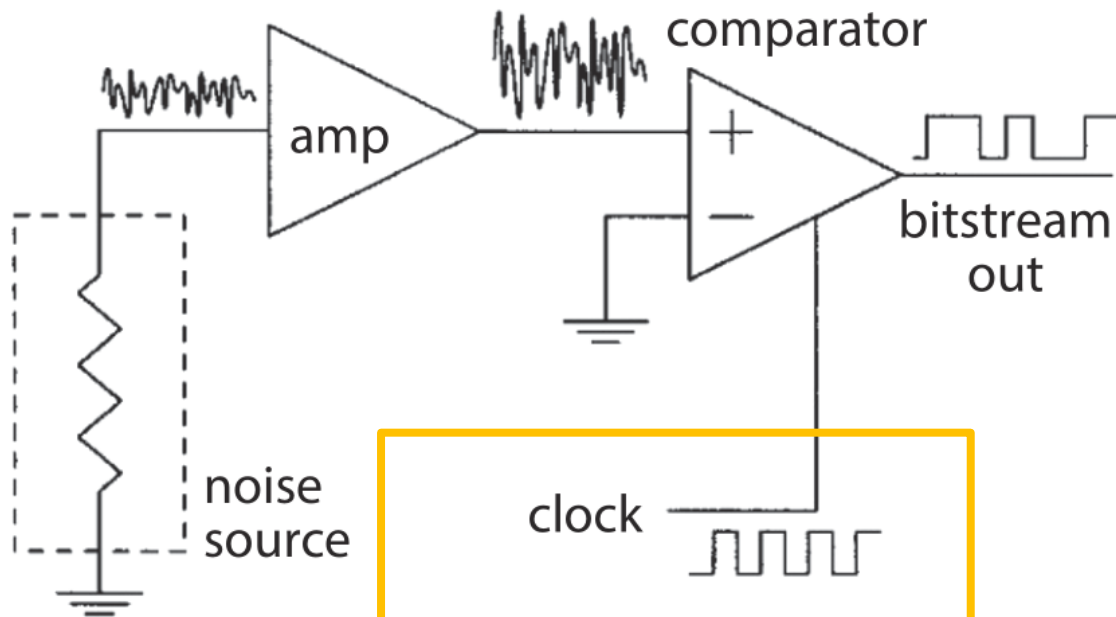 comparator
amp
+
−
bitstream
out
noise
source
clock